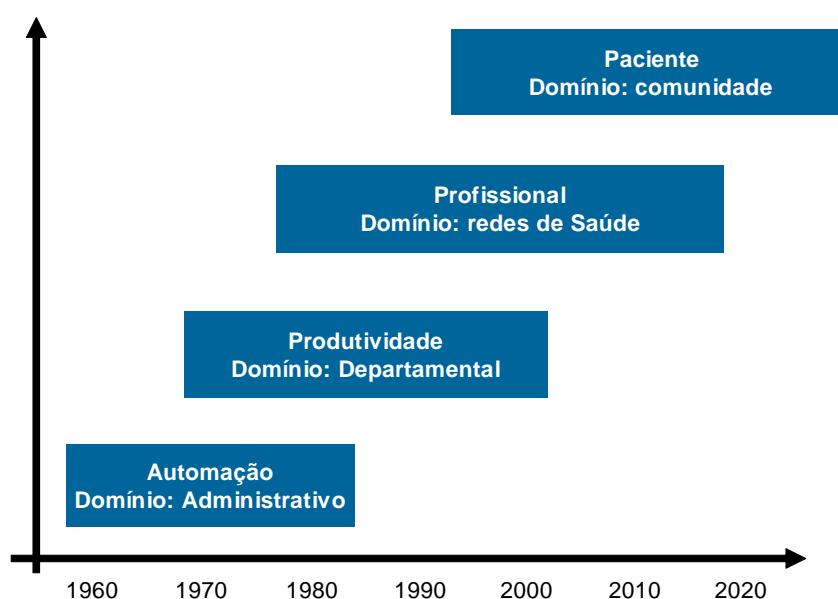 Paciente
Domínio: comunidade
Profissional
Domínio: redes de Saúde
Produtividade
Domínio: Departamental
Automação
Domínio: Administrativo
1960 1970 1980 1990 2000 2010 2020